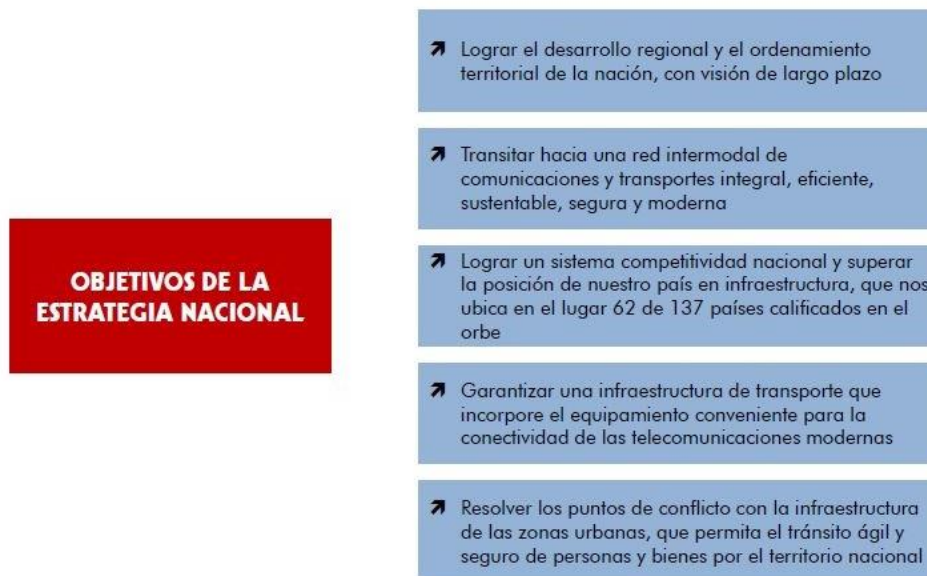 OBJETIVOS DE LA
ESTRATEGIA NACIONAL
Lograr el desarrollo regional y el ordenamiento
territorial de la nación, con visión de largo plazo
Transitar hacia una red intermodal de
comunicaciones y transportes integral, eficiente,
sustentable, segura y moderna
Lograr un sistema competitividad nacional y superar
la posición de nuestro país en infraestructura, que nos
ubica en el lugar 62 de 137 países calificados en el
orbe
Garantizar una infraestructura de transporte que
incorpore el equipamiento conveniente para la
conectividad de las telecomunicaciones modernas
Resolver los puntos de conflicto con la infraestructura
de las zonas urbanas, que permita el tránsito ágil y
seguro de personas y bienes por el territorio nacional